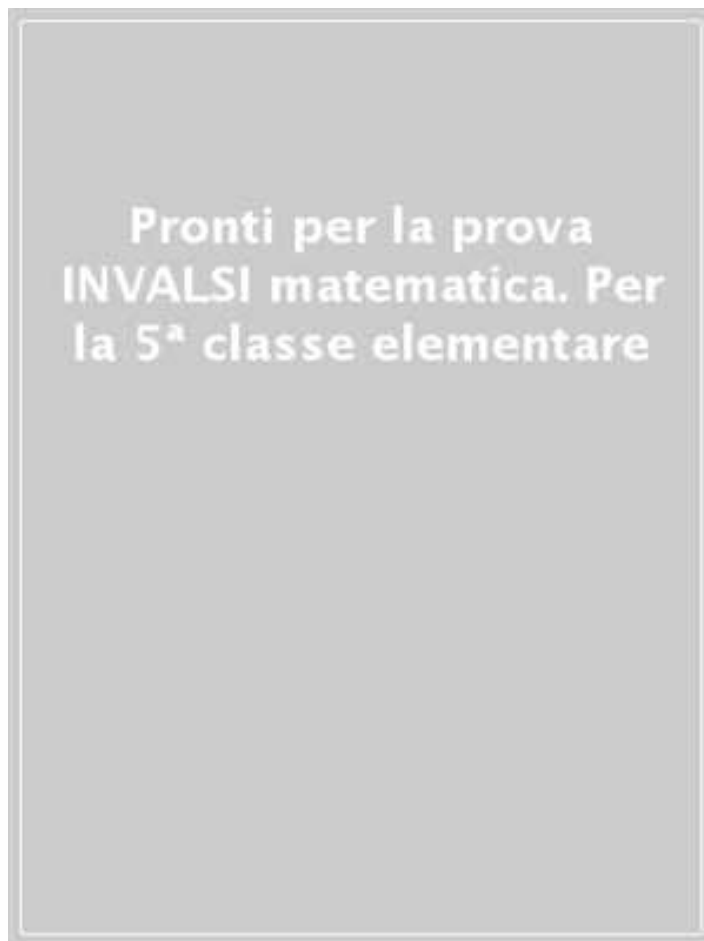 Pronti per la prova
INVALSI matematica. Per
la 5ª classe elementare